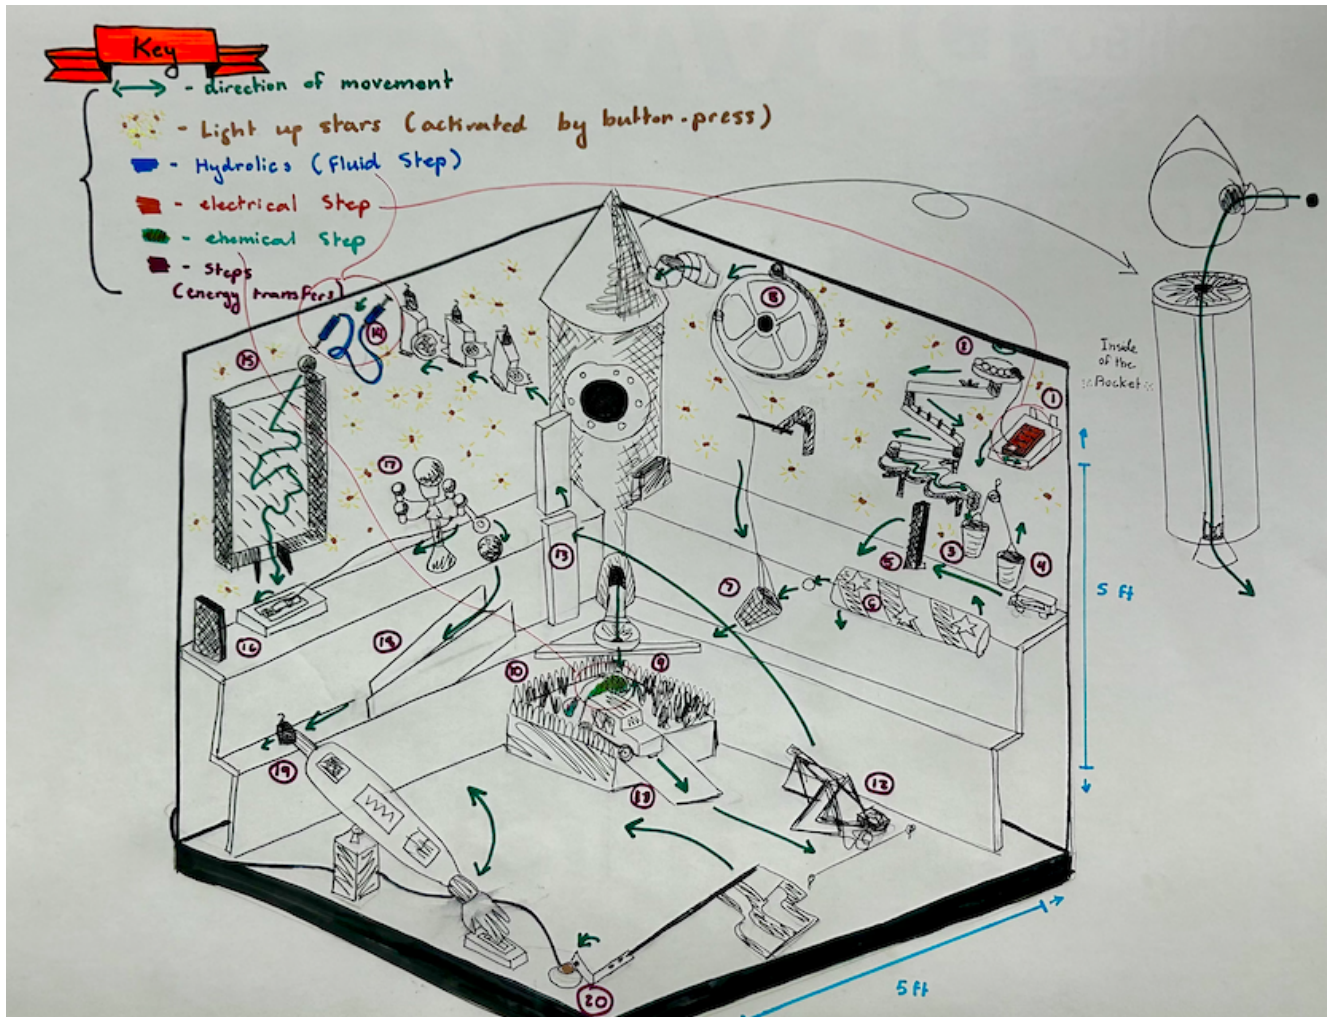 Key
- direction of movement
- Light up stars (activated by button press)
- Hydrolics (Fluid Step)
- electrical Step
- chemical Step
- Steps
(energy transfers)
Inside
of the
Rocket
1
2
3
4
5
6
7
8
9
10
11
12
13
14
15
16
17
18
19
20
5 ft
5 ft